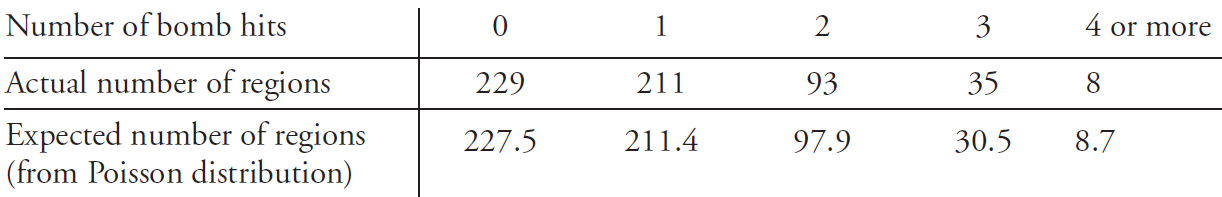 Number of bomb hits 0 1 2 3 4 or more
Actual number of regions 229 211 93 35 8
Expected number of regions 227.5 211.4 97.9 30.5 8.7
(from Poisson distribution)